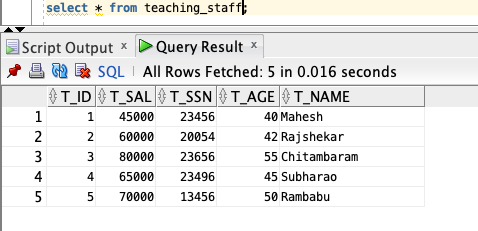 select * from teaching_staff;
Script Output × Query Result ×
SQL | All Rows Fetched: 5 in 0.016 seconds
T_ID T_SAL T_SSN T_AGE T_NAME
1 1 45000 23456 40 Mahesh
2 2 60000 20054 42 Rajshekar
3 3 80000 23656 55 Chitambaram
4 4 65000 23496 45 Subharao
5 5 70000 13456 50 Rambabu